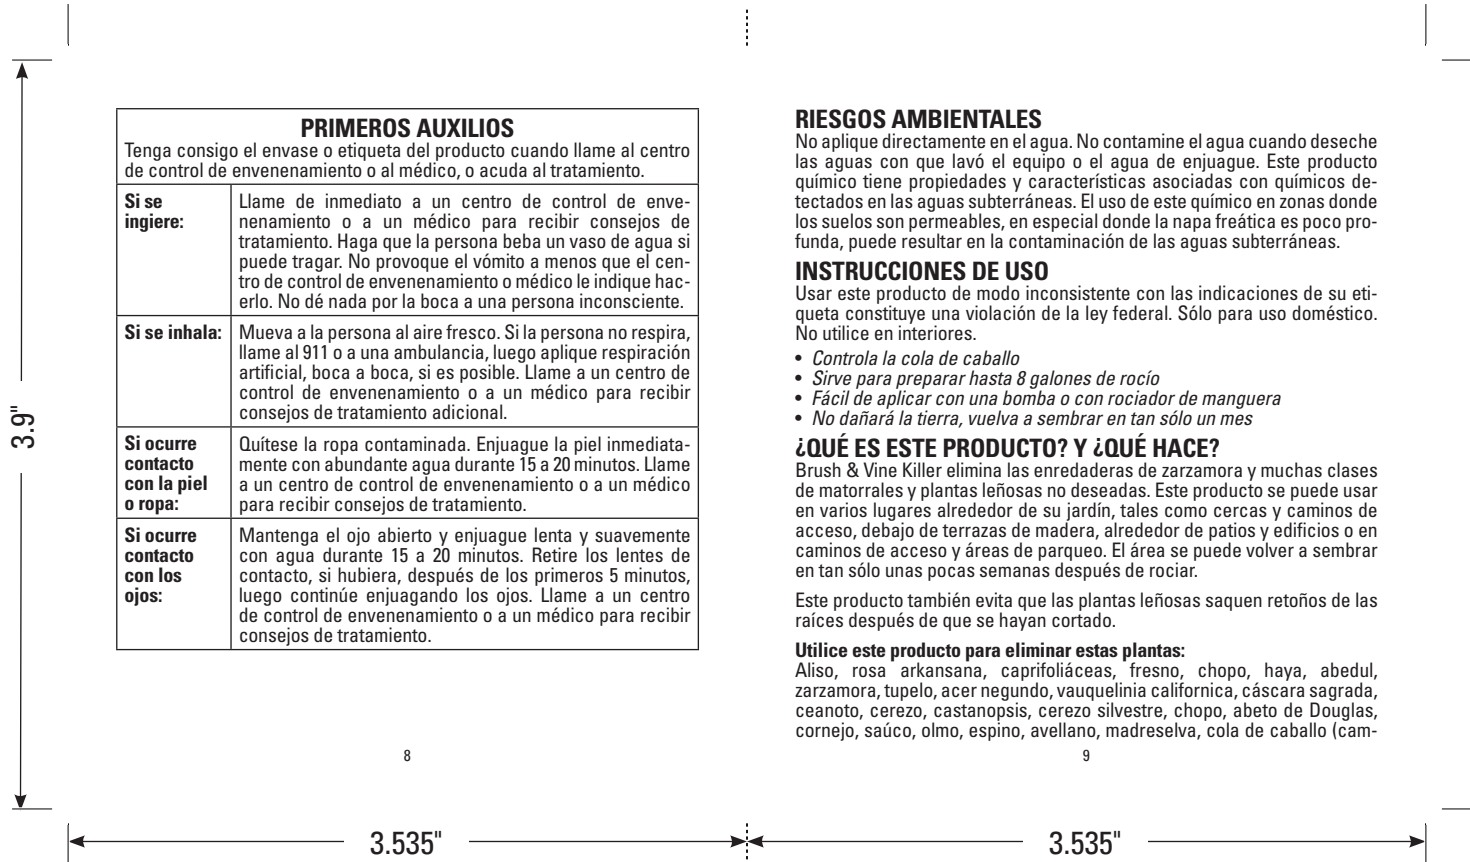 PRIMEROS AUXILIOS
Tenga consigo el envase o etiqueta del producto cuando llame al centro
de control de envenenamiento o al médico, o acuda al tratamiento.
Si se
ingiere:
Llame de inmediato a un centro de control de enve-
nenamiento o a un médico para recibir consejos de
tratamiento. Haga que la persona beba un vaso de agua si
puede tragar. No provoque el vómito a menos que el cen-
tro de control de envenenamiento o médico le indique hac-
erlo. No dé nada por la boca a una persona inconsciente.
Si se inhala:
Mueva a la persona al aire fresco. Si la persona no respira,
llame al 911 o a una ambulancia, luego aplique respiración
artificial, boca a boca, si es posible. Llame a un centro de
control de envenenamiento o a un médico para recibir
consejos de tratamiento adicional.
Si ocurre
contacto
con la piel
o ropa:
Quítese la ropa contaminada. Enjuague la piel inmediata-
mente con abundante agua durante 15 a 20 minutos. Llame
a un centro de control de envenenamiento o a un médico
para recibir consejos de tratamiento.
Si ocurre
contacto
con los
ojos:
Mantenga el ojo abierto y enjuague lenta y suavemente
con agua durante 15 a 20 minutos. Retire los lentes de
contacto, si hubiera, después de los primeros 5 minutos,
luego continúe enjuagando los ojos. Llame a un centro
de control de envenenamiento o a un médico para recibir
consejos de tratamiento.
8
RIESGOS AMBIENTALES
No aplique directamente en el agua. No contamine el agua cuando deseche
las aguas con que lavó el equipo o el agua de enjuague. Este producto
químico tiene propiedades y características asociadas con químicos de-
tectados en las aguas subterráneas. El uso de este químico en zonas donde
los suelos son permeables, en especial donde la napa freática es poco pro-
funda, puede resultar en la contaminación de las aguas subterráneas.
INSTRUCCIONES DE USO
Usar este producto de modo inconsistente con las indicaciones de su eti-
queta constituye una violación de la ley federal. Sólo para uso doméstico.
No utilice en interiores.
• Controla la cola de caballo
• Sirve para preparar hasta 8 galones de rocío
• Fácil de aplicar con una bomba o con rociador de manguera
• No dañará la tierra, vuelva a sembrar en tan sólo un mes
¿QUÉ ES ESTE PRODUCTO? Y ¿QUÉ HACE?
Brush & Vine Killer elimina las enredaderas de zarzamora y muchas clases
de matorrales y plantas leñosas no deseadas. Este producto se puede usar
en varios lugares alrededor de su jardín, tales como cercas y caminos de
acceso, debajo de terrazas de madera, alrededor de patios y edificios o en
caminos de acceso y áreas de parqueo. El área se puede volver a sembrar
en tan sólo unas pocas semanas después de rociar.
Este producto también evita que las plantas leñosas saquen retoños de las
raíces después de que se hayan cortado.
Utilice este producto para eliminar estas plantas:
Aliso, rosa arkansana, caprifoliáceas, fresno, chopo, haya, abedul,
zarzamora, tupelo, acer negundo, vauquelinia californica, cáscara sagrada,
ceanoto, cerezo, castanopsis, cerezo silvestre, chopo, abeto de Douglas,
cornejo, saúco, olmo, espino, avellano, madreselva, cola de caballo (cam-
9
3.9"
3.535"
3.535"